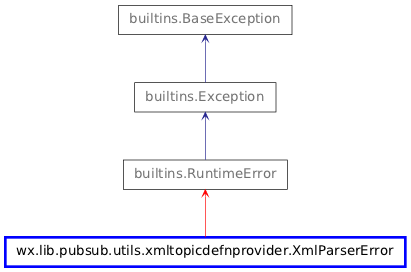 builtins.BaseException
builtins.Exception
builtins.RuntimeError
wx.lib.pubsub.utils.xmltopicdefnprovider.XmlParserError